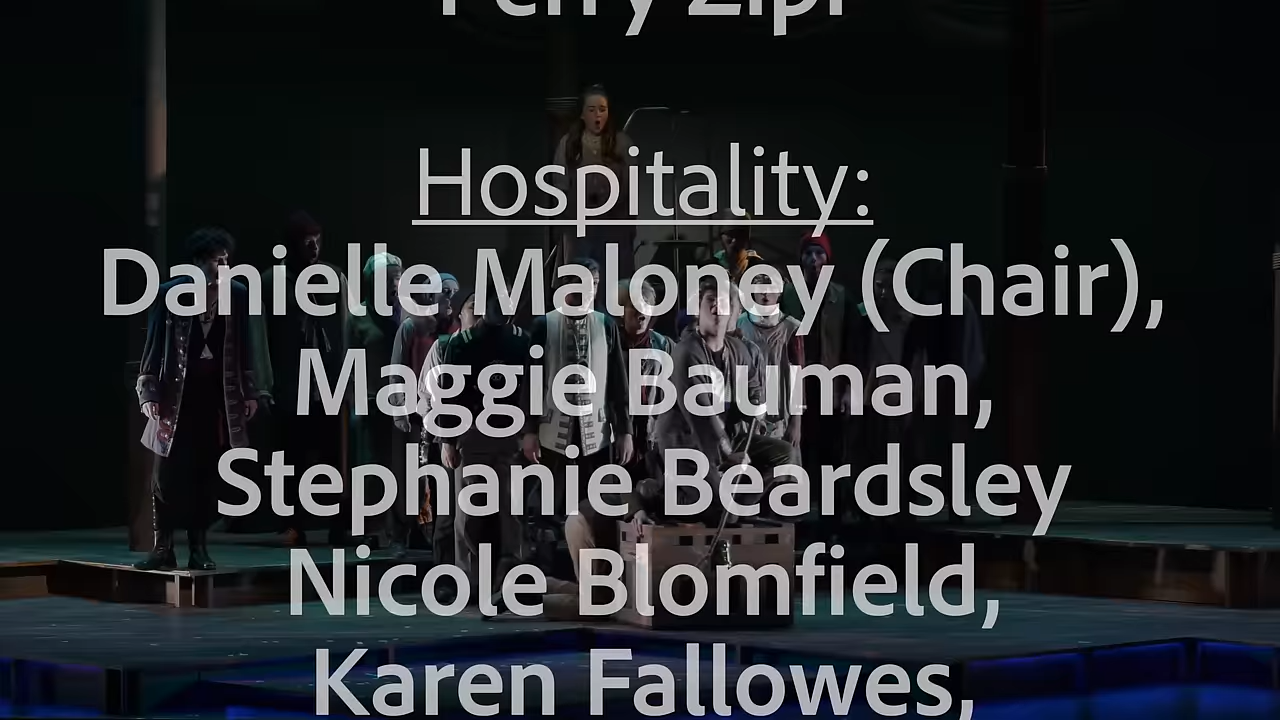 Hospitality:
Danielle Maloney (Chair),
Maggie Bauman,
Stephanie Beardsley
Nicole Blomfield,
Karen Fallowes,